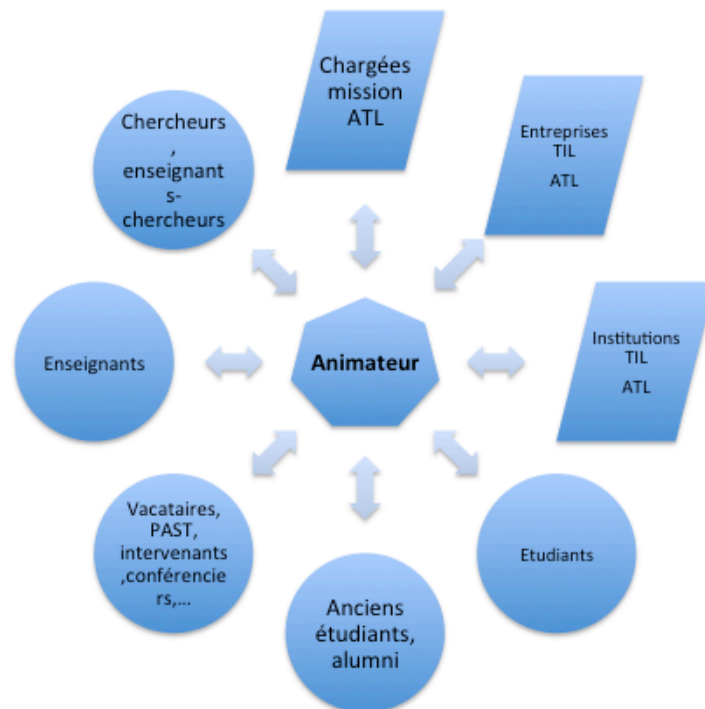 Chargées
mission
ATL
Entreprises
TIL
ATL
Institutions
TIL
ATL
Etudiants
Anciens
étudiants,
alumni
Vacataires,
PAST,
intervenants
,conférencie
rs,...
Enseignants
Chercheurs
,
enseignant
s-
chercheurs
Animateur